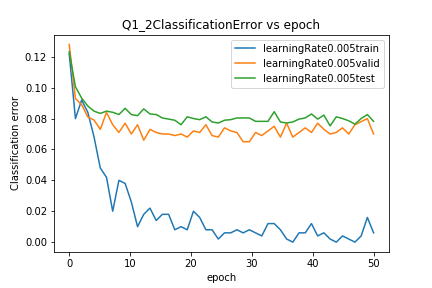 Q1_2ClassificationError vs epoch
learningRate0.005train
learningRate0.005valid
learningRate0.005test
Classification error
0.12
0.10
0.08
0.06
0.04
0.02
0.00
0 10 20 30 40 50
epoch